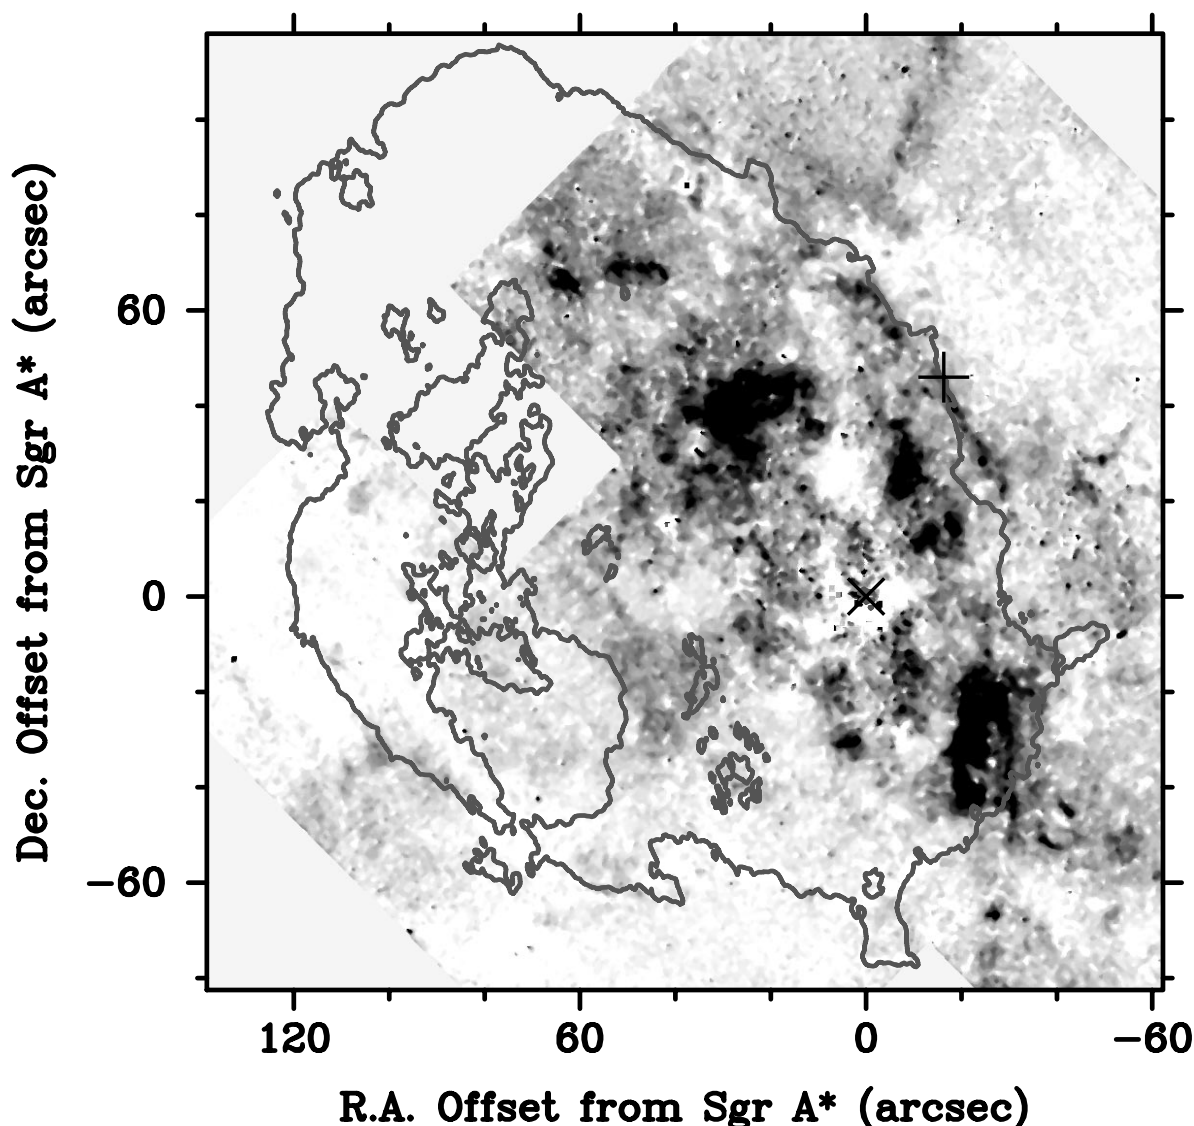 Dec. Offset from Sgr A* (arcsec)
60
0
−60
120 60 0 −60
R.A. Offset from Sgr A* (arcsec)